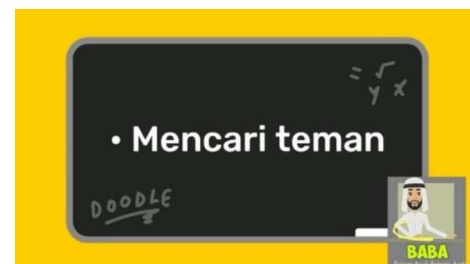 = √
y x
• Mencari teman
DOODLE
BABA